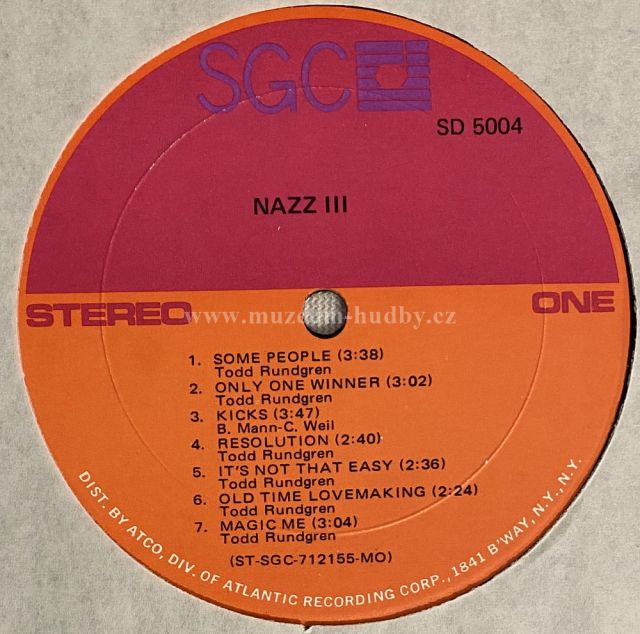 SGC
SD 5004
NAZZ III
STEREO
ONE
www.muzeum-hudby.cz
1. SOME PEOPLE (3:38)
Todd Rundgren
2. ONLY ONE WINNER (3:02)
Todd Rundgren
3. KICKS (3:47)
B. Mann-C. Weil
4. RESOLUTION (2:40)
Todd Rundgren
5. IT'S NOT THAT EASY (2:36)
Todd Rundgren
6. OLD TIME LOVEMAKING (2:24)
Todd Rundgren
7. MAGIC ME (3:04)
Todd Rundgren
(ST-SGC-712155-MO)
DIST. BY ATCO, DIV. OF ATLANTIC RECORDING CORP., 1841 B'WAY, N.Y., N.Y.